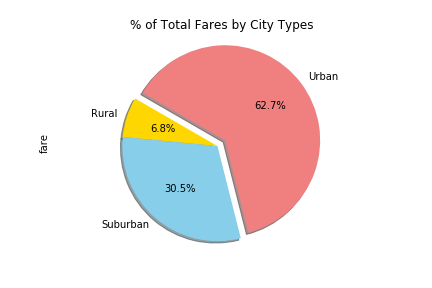 % of Total Fares by City Types
Urban
62.7%
Rural
6.8%
fare
30.5%
Suburban